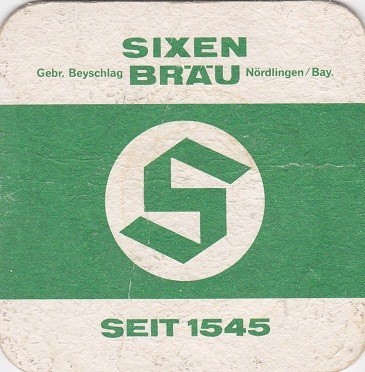 SIXEN
Gebr. Beyschlag BRÄU Nördlingen/Bay.
S
SEIT 1545